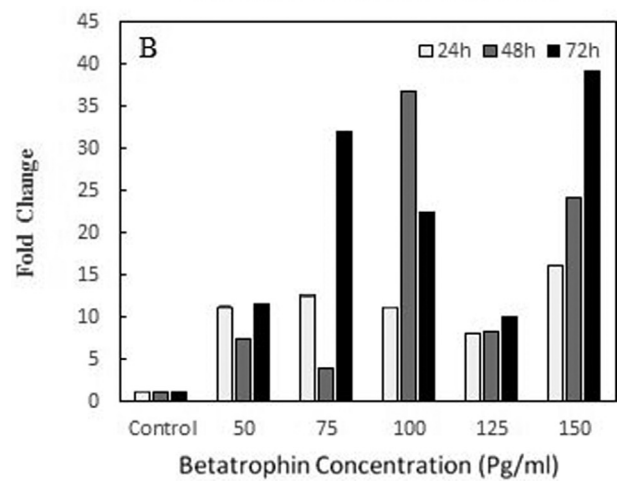 B
24h 48h 72h
45
40
35
30
25
20
15
10
5
0
Fold Change
Control 50 75 100 125 150
Betatrophin Concentration (Pg/ml)